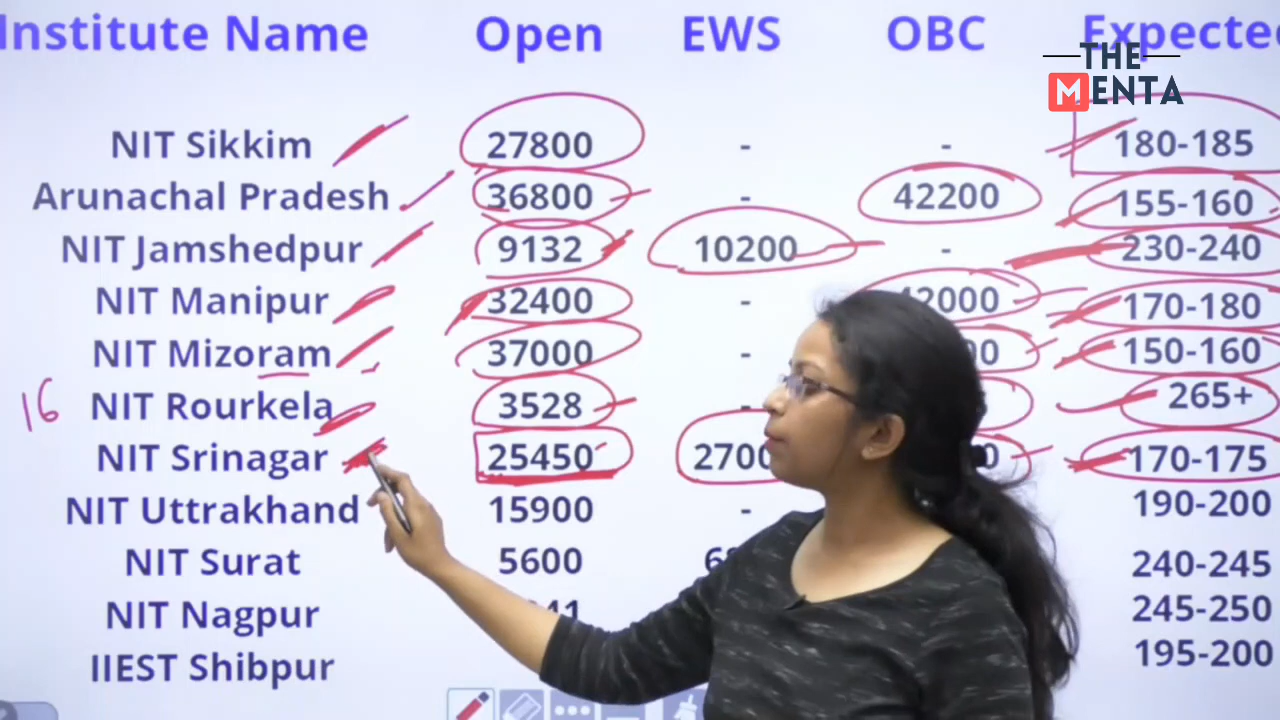 Institute Name Open EWS OBC Expected
THE
MENTA
NIT Sikkim 27800 - - 180-185
Arunachal Pradesh 36800 - 42200 155-160
NIT Jamshedpur 9132 10200 - 230-240
NIT Manipur 32400 - 42000 170-180
NIT Mizoram 37000 - 150-160
16 NIT Rourkela 3528 - 265+
NIT Srinagar 25450 170-175
NIT Uttrakhand 15900 - 190-200
NIT Surat 5600 240-245
NIT Nagpur 245-250
IIEST Shibpur 195-200